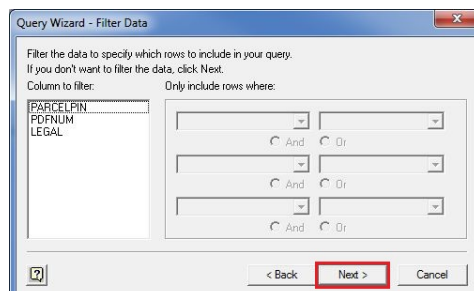 Query Wizard - Filter Data
Filter the data to specify which rows to include in your query.
If you don't want to filter the data, click Next.
Column to filter: Only include rows where:
PARCELPIN
PDFNUM
LEGAL
And Or
And Or
And Or
? < Back Next > Cancel